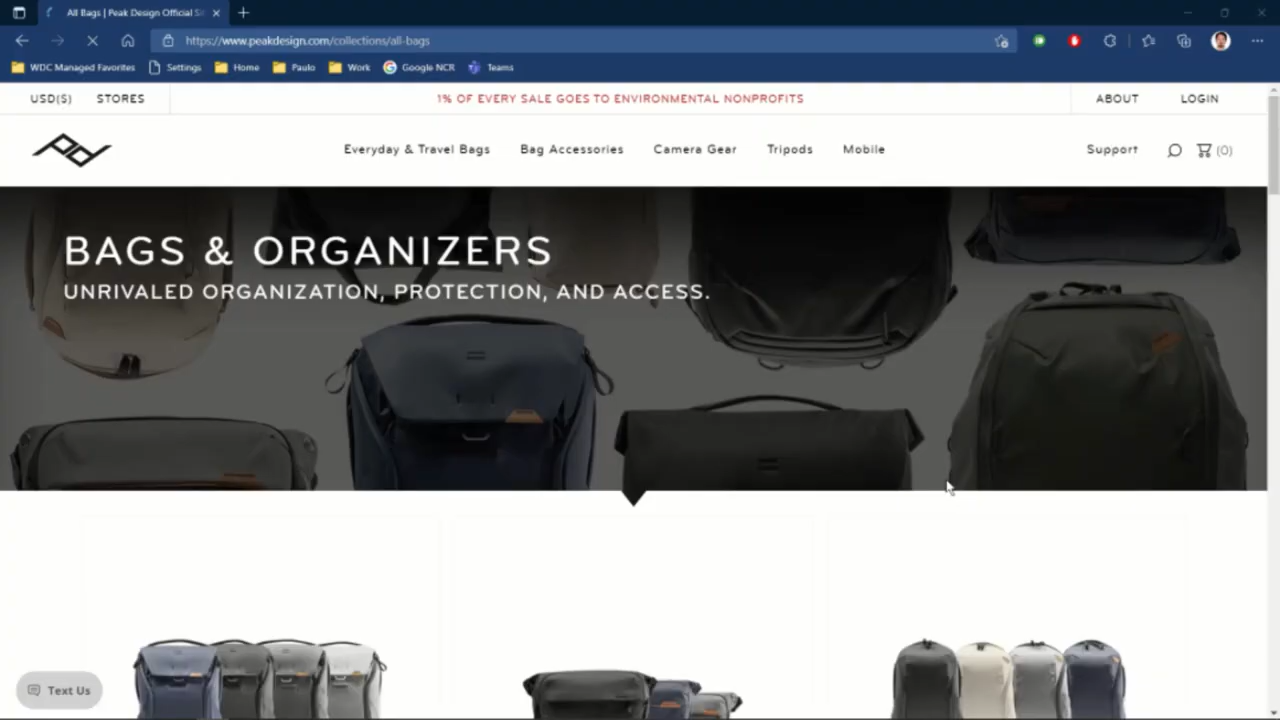 All Bags | Peak Design Official Si
https://www.peakdesign.com/collections/all-bags
WDC Managed Favorites
Settings
Home
Paulo
Work
Google NCR
Teams
USD($)
STORES
1% OF EVERY SALE GOES TO ENVIRONMENTAL NONPROFITS
ABOUT
LOGIN
Everyday & Travel Bags
Bag Accessories
Camera Gear
Tripods
Mobile
Support
(0)
BAGS & ORGANIZERS
UNRIVALED ORGANIZATION, PROTECTION, AND ACCESS.
Text Us